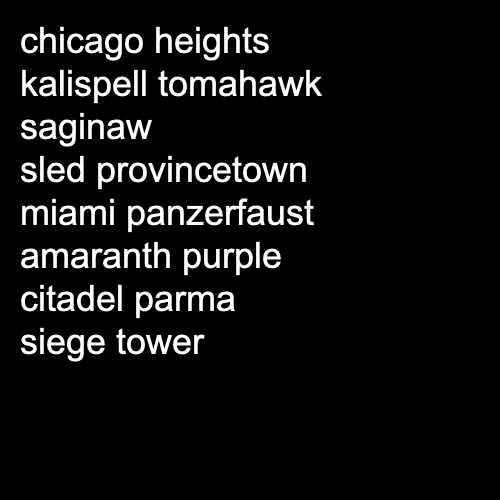 chicago heights
kalispell tomahawk
saginaw
sled provincetown
miami panzerfaust
amaranth purple
citadel parma
siege tower